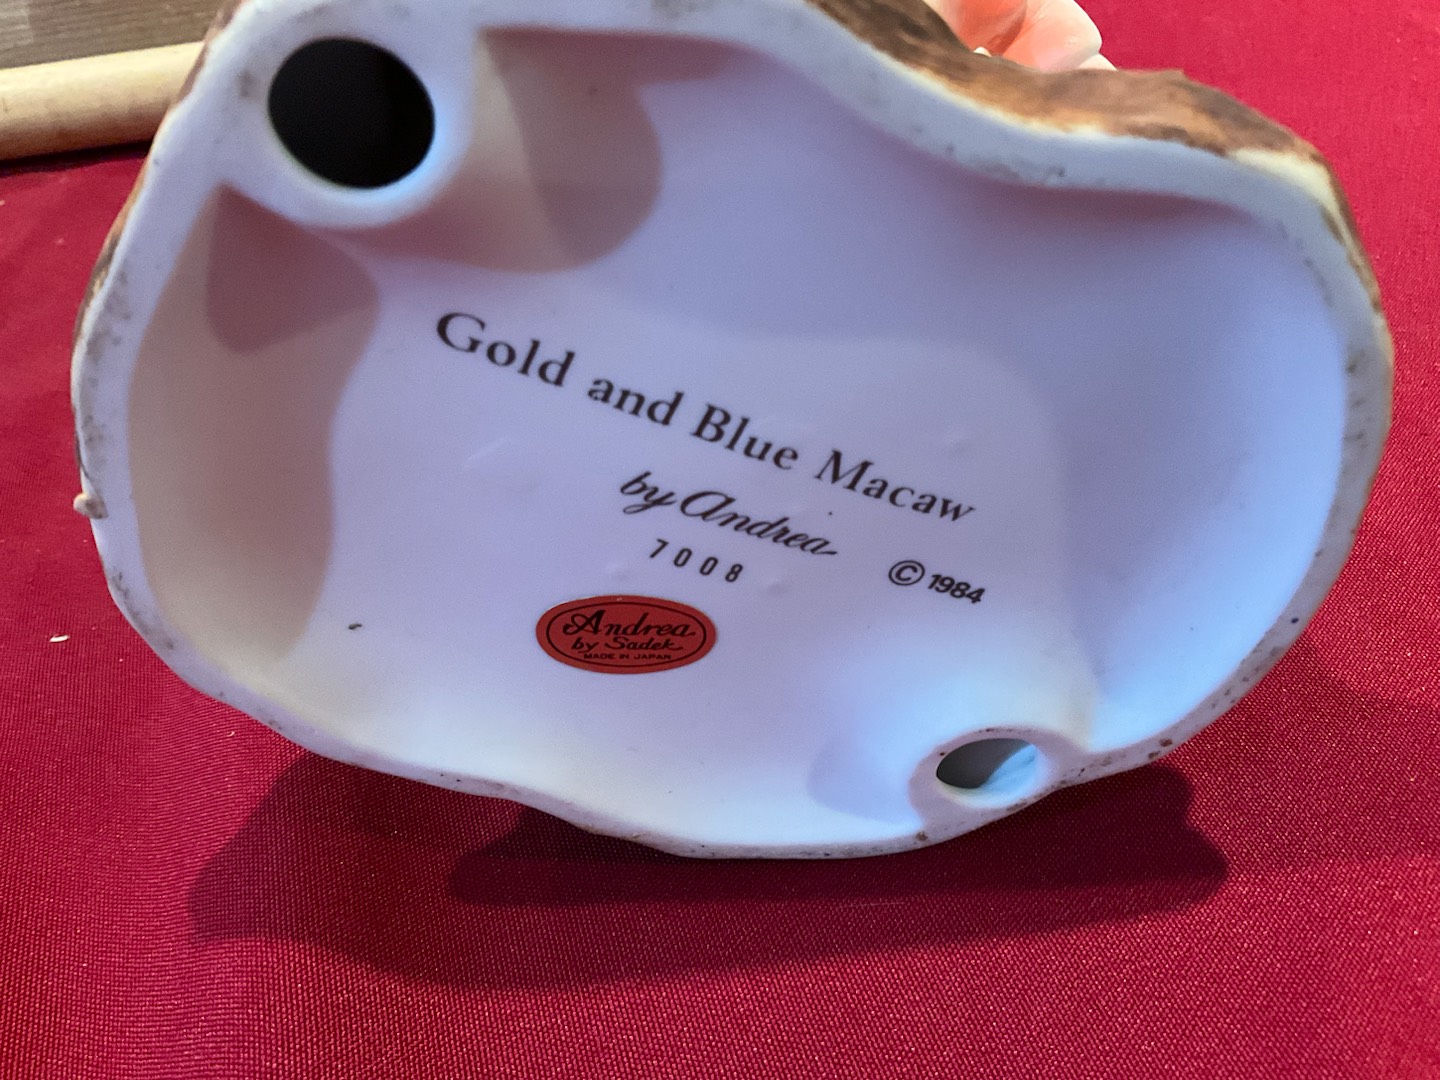 Gold and Blue Macaw
by Andrea
7008
© 1984
Andrea
by Sadek
MADE IN JAPAN